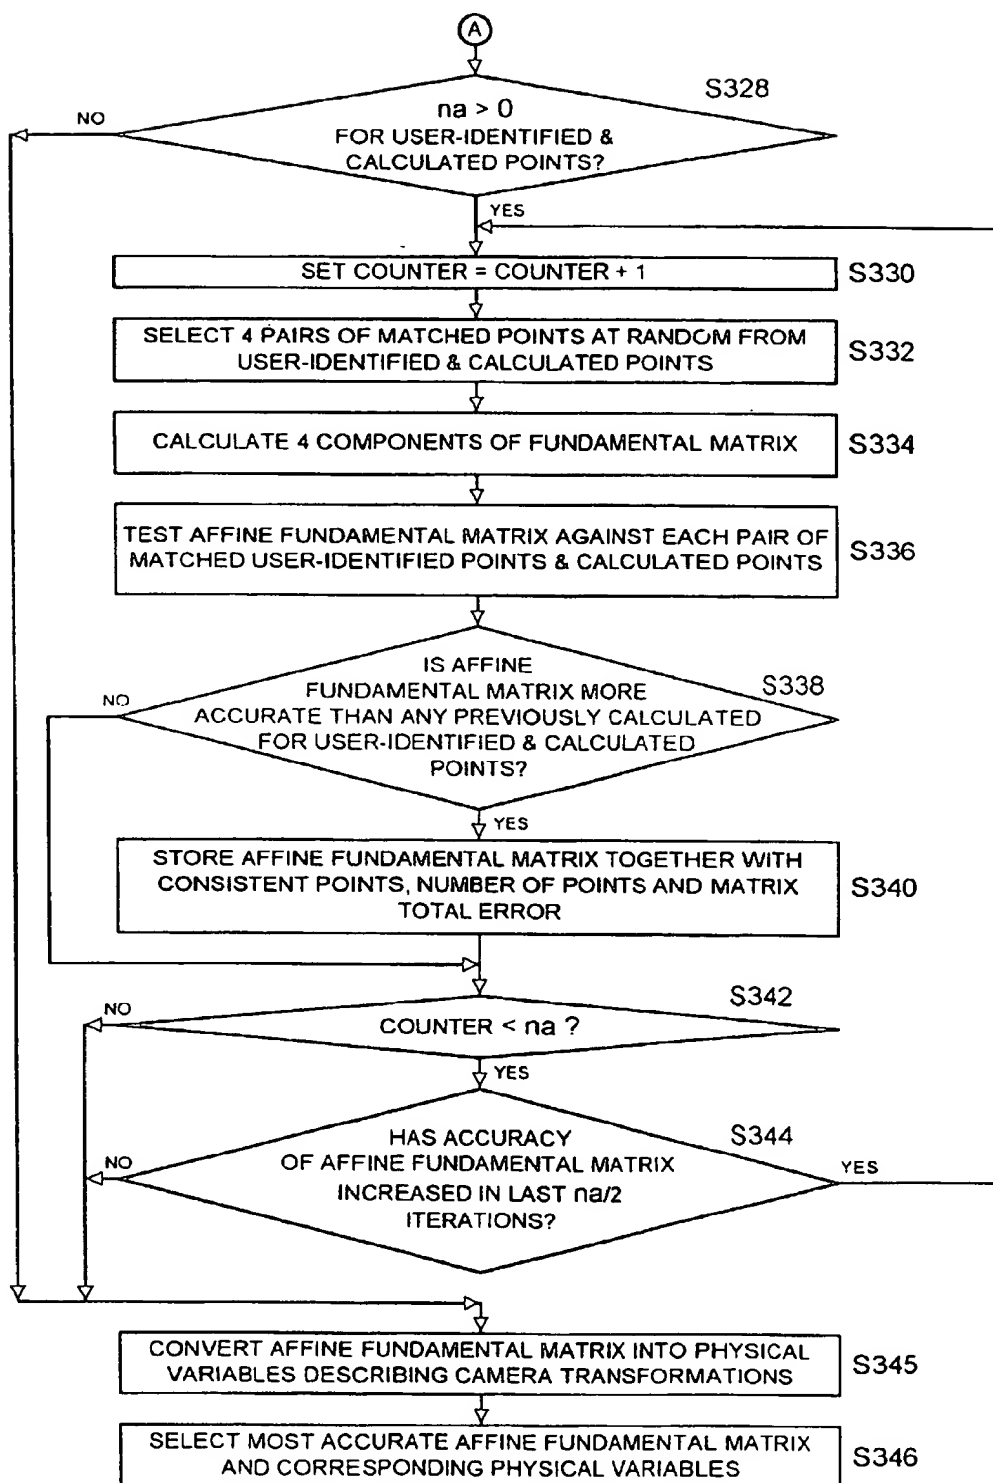 A
S328
NO
na > 0
FOR USER-IDENTIFIED &
CALCULATED POINTS?
YES
SET COUNTER = COUNTER + 1
S330
SELECT 4 PAIRS OF MATCHED POINTS AT RANDOM FROM
USER-IDENTIFIED & CALCULATED POINTS
S332
CALCULATE 4 COMPONENTS OF FUNDAMENTAL MATRIX
S334
TEST AFFINE FUNDAMENTAL MATRIX AGAINST EACH PAIR OF
MATCHED USER-IDENTIFIED POINTS & CALCULATED POINTS
S336
IS AFFINE
FUNDAMENTAL MATRIX MORE
ACCURATE THAN ANY PREVIOUSLY CALCULATED
FOR USER-IDENTIFIED & CALCULATED
POINTS?
S338
NO
YES
STORE AFFINE FUNDAMENTAL MATRIX TOGETHER WITH
CONSISTENT POINTS, NUMBER OF POINTS AND MATRIX
TOTAL ERROR
S340
S342
NO
COUNTER < na ?
YES
HAS ACCURACY
OF AFFINE FUNDAMENTAL MATRIX
INCREASED IN LAST na/2
ITERATIONS?
S344
NO
YES
CONVERT AFFINE FUNDAMENTAL MATRIX INTO PHYSICAL
VARIABLES DESCRIBING CAMERA TRANSFORMATIONS
S345
SELECT MOST ACCURATE AFFINE FUNDAMENTAL MATRIX
AND CORRESPONDING PHYSICAL VARIABLES
S346